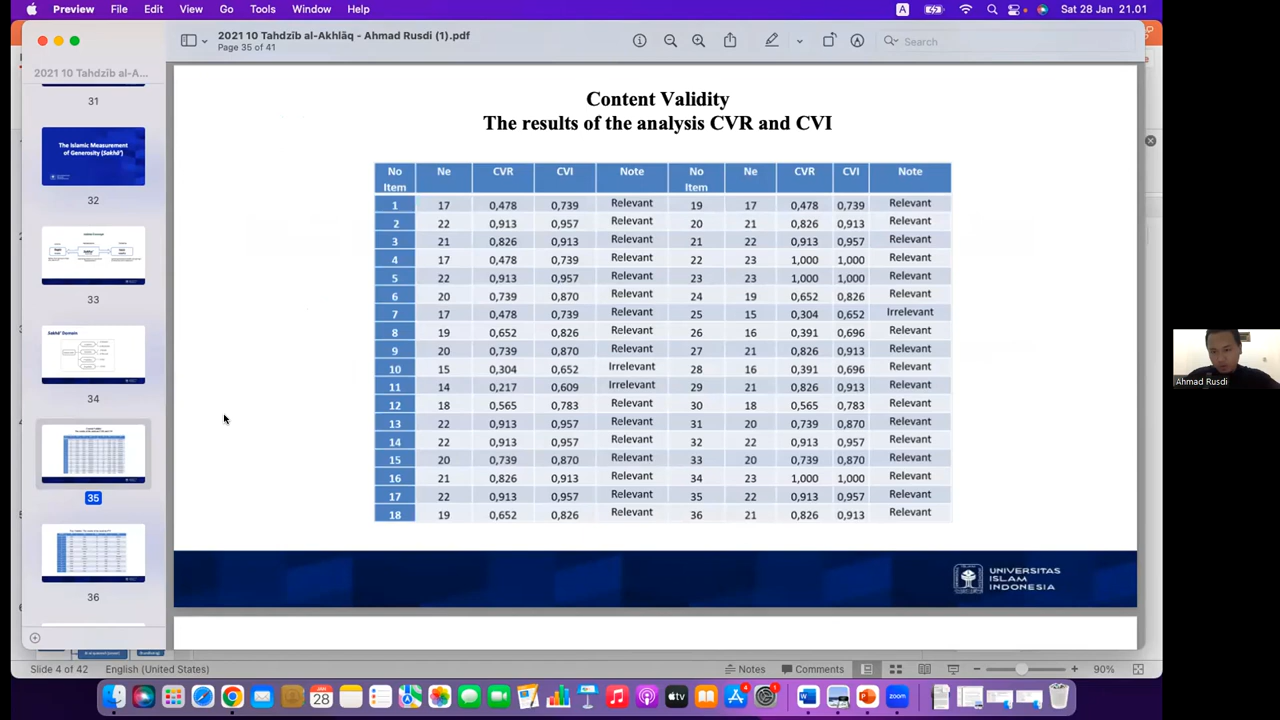 Preview File Edit View Go Tools Window Help A Sat 28 Jan 21.01
2021 10 Tahdzīb al-Akhlāq - Ahmad Rusdi (1).pdf
Page 35 of 41
Search
2021 10 Tahdzīb al-A...
31
The Islamic Measurement
of Generosity (Sakhā')
32
33
Sakhā' Domain
34
35
36
Content Validity
The results of the analysis CVR and CVI
No Item Ne CVR CVI Note No Item Ne CVR CVI Note
1 17 0,478 0,739 Relevant 19 17 0,478 0,739 Relevant
2 22 0,913 0,957 Relevant 20 21 0,826 0,913 Relevant
3 21 0,826 0,913 Relevant 21 22 0,913 0,957 Relevant
4 17 0,478 0,739 Relevant 22 23 1,000 1,000 Relevant
5 22 0,913 0,957 Relevant 23 23 1,000 1,000 Relevant
6 20 0,739 0,870 Relevant 24 19 0,652 0,826 Relevant
7 17 0,478 0,739 Relevant 25 15 0,304 0,652 Irrelevant
8 19 0,652 0,826 Relevant 26 16 0,391 0,696 Relevant
9 20 0,739 0,870 Relevant 27 21 0,826 0,913 Relevant
10 15 0,304 0,652 Irrelevant 28 16 0,391 0,696 Relevant
11 14 0,217 0,609 Irrelevant 29 21 0,826 0,913 Relevant
12 18 0,565 0,783 Relevant 30 18 0,565 0,783 Relevant
13 22 0,913 0,957 Relevant 31 20 0,739 0,870 Relevant
14 22 0,913 0,957 Relevant 32 22 0,913 0,957 Relevant
15 20 0,739 0,870 Relevant 33 20 0,739 0,870 Relevant
16 21 0,826 0,913 Relevant 34 23 1,000 1,000 Relevant
17 22 0,913 0,957 Relevant 35 22 0,913 0,957 Relevant
18 19 0,652 0,826 Relevant 36 21 0,826 0,913 Relevant
UNIVERSITAS
ISLAM
INDONESIA
Ahmad Rusdi
Slide 4 of 42 English (United States) Notes Comments 90%
JAN
28
tv
4
1
W
P
zoom